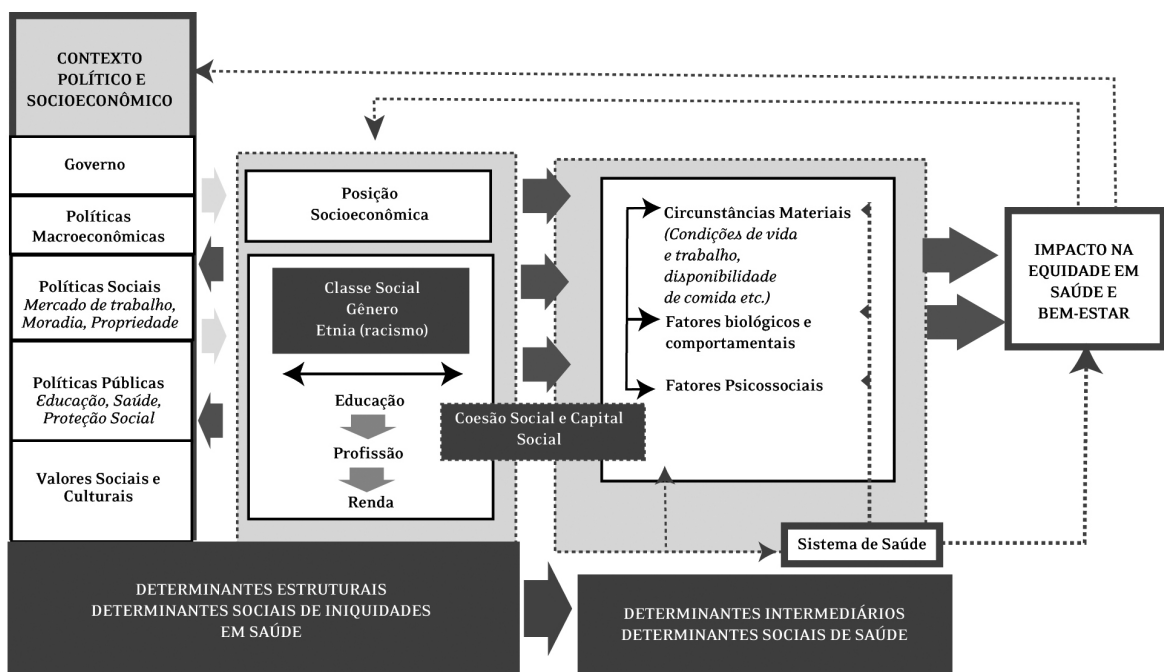 CONTEXTO
POLÍTICO E
SOCIOECONÔMICO
Governo
Políticas
Macroeconômicas
Políticas Sociais
Mercado de trabalho,
Moradia, Propriedade
Políticas Públicas
Educação, Saúde,
Proteção Social
Valores Sociais e
Culturais
Posição
Socioeconômica
Classe Social
Gênero
Etnia (racismo)
Educação
Profissão
Renda
Coesão Social e Capital
Social
Circunstâncias Materiais
(Condições de vida
e trabalho,
disponibilidade
de comida etc.)
Fatores biológicos e
comportamentais
Fatores Psicossociais
Sistema de Saúde
IMPACTO NA
EQUIDADE EM
SAÚDE E
BEM-ESTAR
DETERMINANTES ESTRUTURAIS
DETERMINANTES SOCIAIS DE INIQUIDADES
EM SAÚDE
DETERMINANTES INTERMEDIÁRIOS
DETERMINANTES SOCIAIS DE SAÚDE